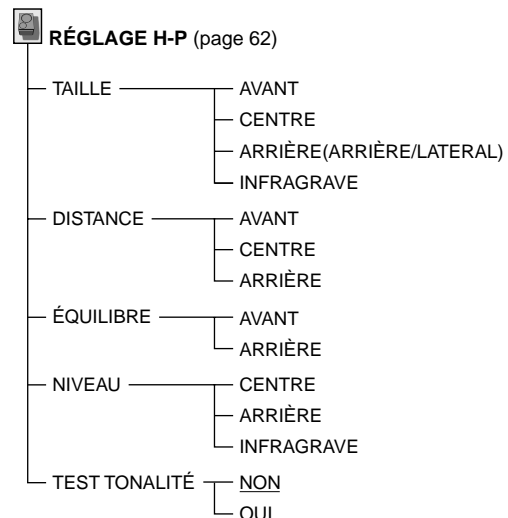 RÉGLAGE H-P (page 62)
TAILLE AVANT
CENTRE
ARRIÈRE(ARRIÈRE/LATERAL)
INFRAGRAVE
DISTANCE AVANT
CENTRE
ARRIÈRE
ÉQUILIBRE AVANT
ARRIÈRE
NIVEAU CENTRE
ARRIÈRE
INFRAGRAVE
TEST TONALITÉ NON
OUI